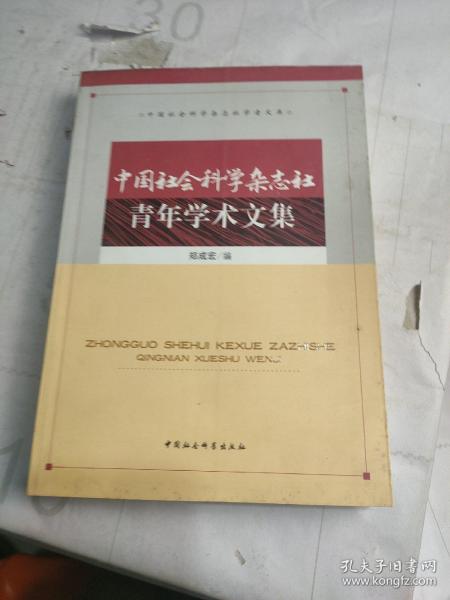 ◇中国社会科学杂志社学者文库◇
中国社会科学杂志社
青年学术文集
郑成宏/编
ZHONGGUO SHEHUI KEXUE ZAZHISHE
QINGNIAN XUESHU WENJI
中国社会科学出版社
30
孔夫子旧书网
www.kongfz.com